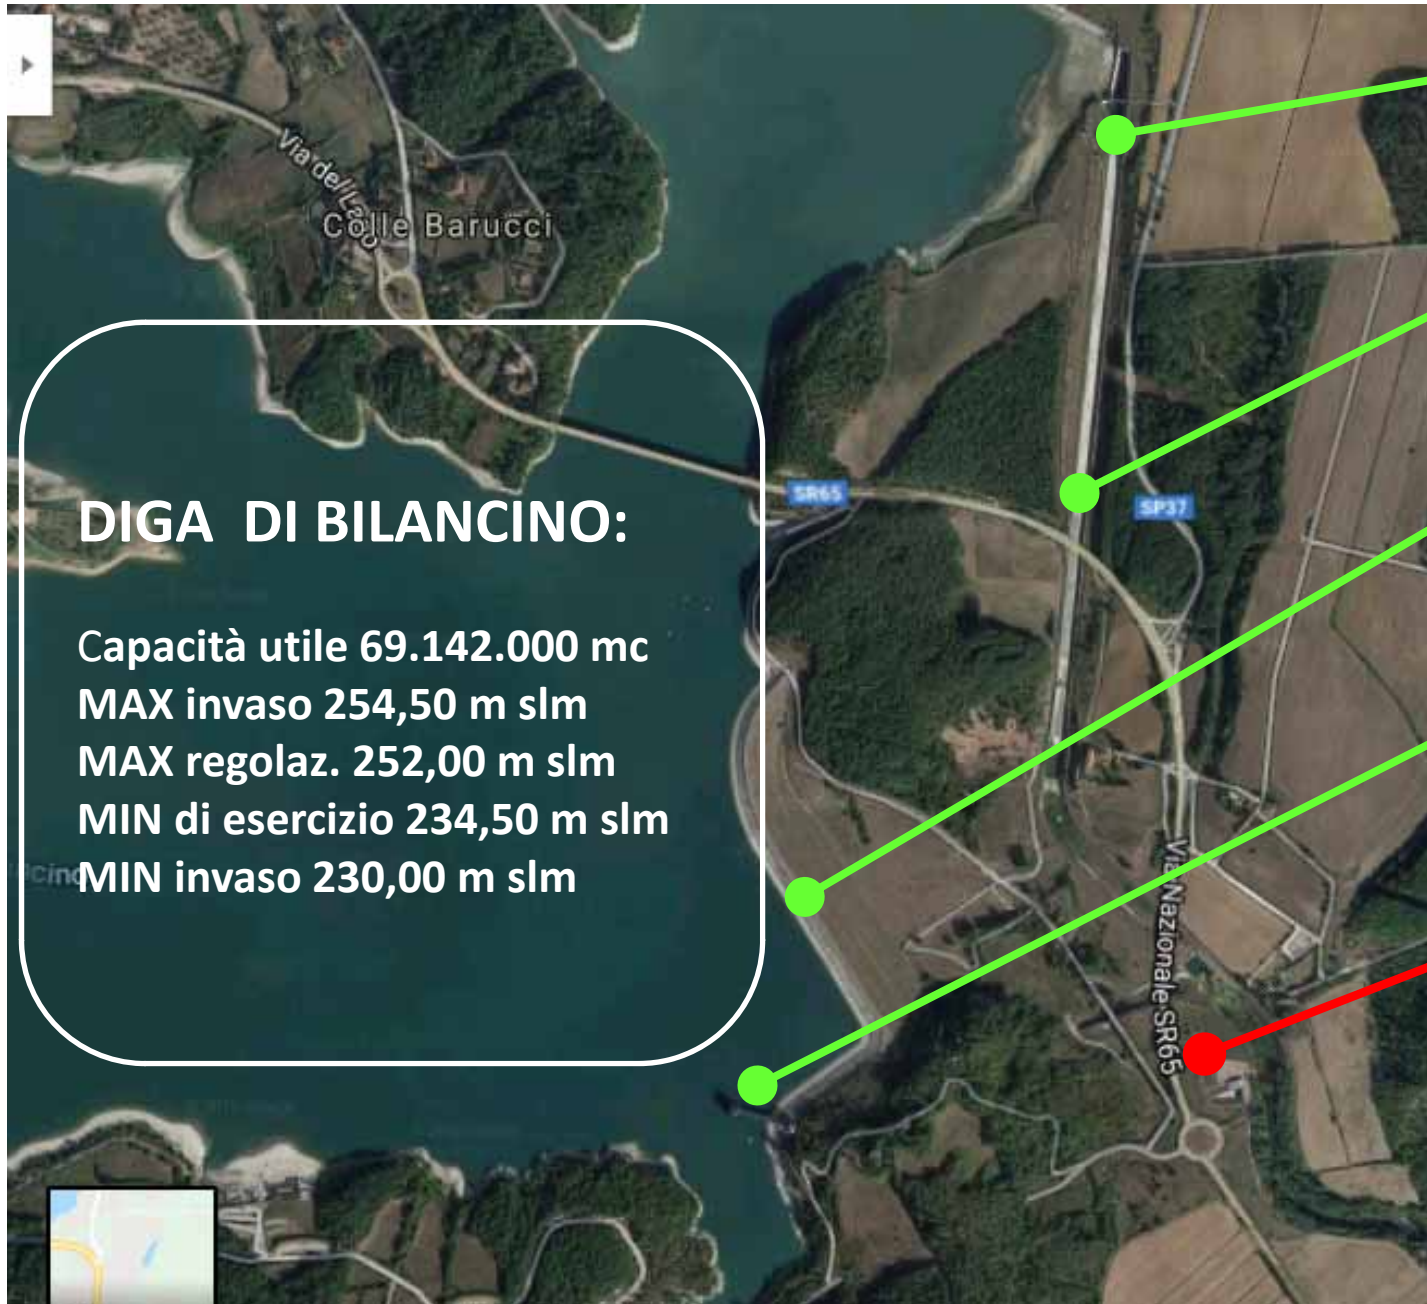 Via del Lago
Colle Barucci
SR65
DIGA DI BILANCINO:
SP37
Capacità utile 69.142.000 mc
MAX invaso 254,50 m slm
MAX regolaz. 252,00 m slm
MIN di esercizio 234,50 m slm
MIN invaso 230,00 m slm
Via Nazionale SR65